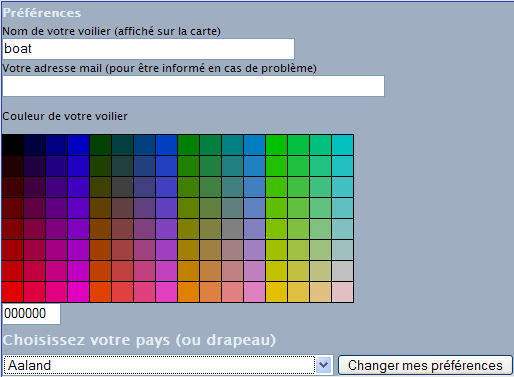 Préférences
Nom de votre voilier (affiché sur la carte)
boat
Votre adresse mail (pour être informé en cas de problème)
Couleur de votre voilier
000000
Choisissez votre pays (ou drapeau)
Aaland
Changer mes préférences